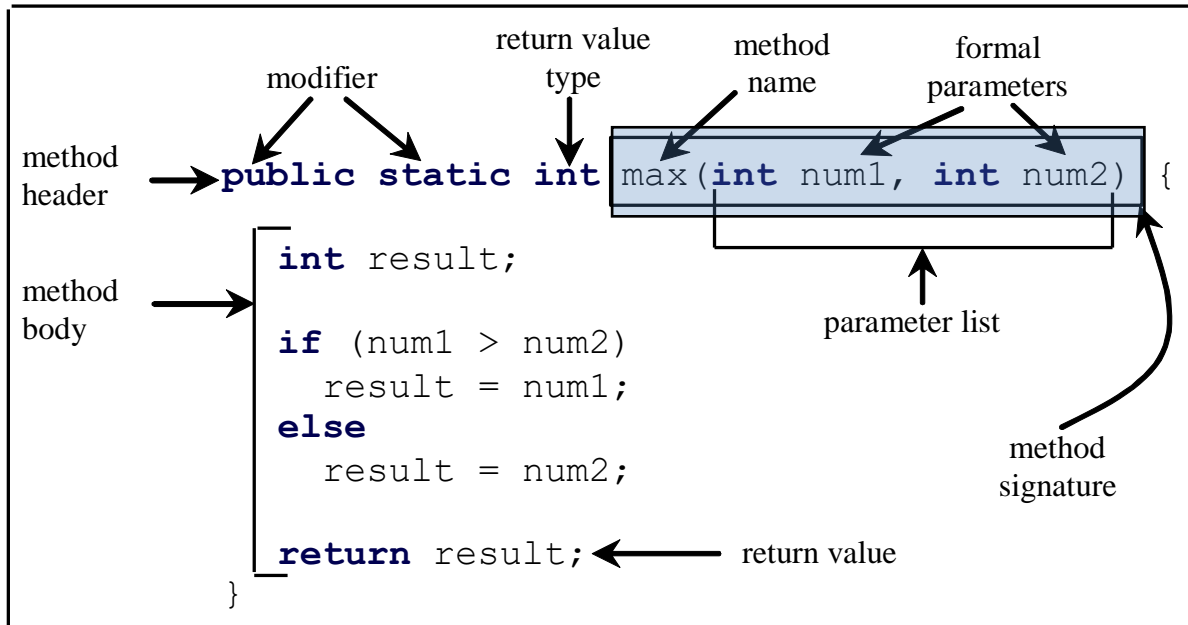 return value
type
method
name
formal
parameters
modifier
method
header
public static int max(int num1, int num2) {
int result;
method
body
parameter list
if (num1 > num2)
result = num1;
else
result = num2;
method
signature
return result;
return value
}